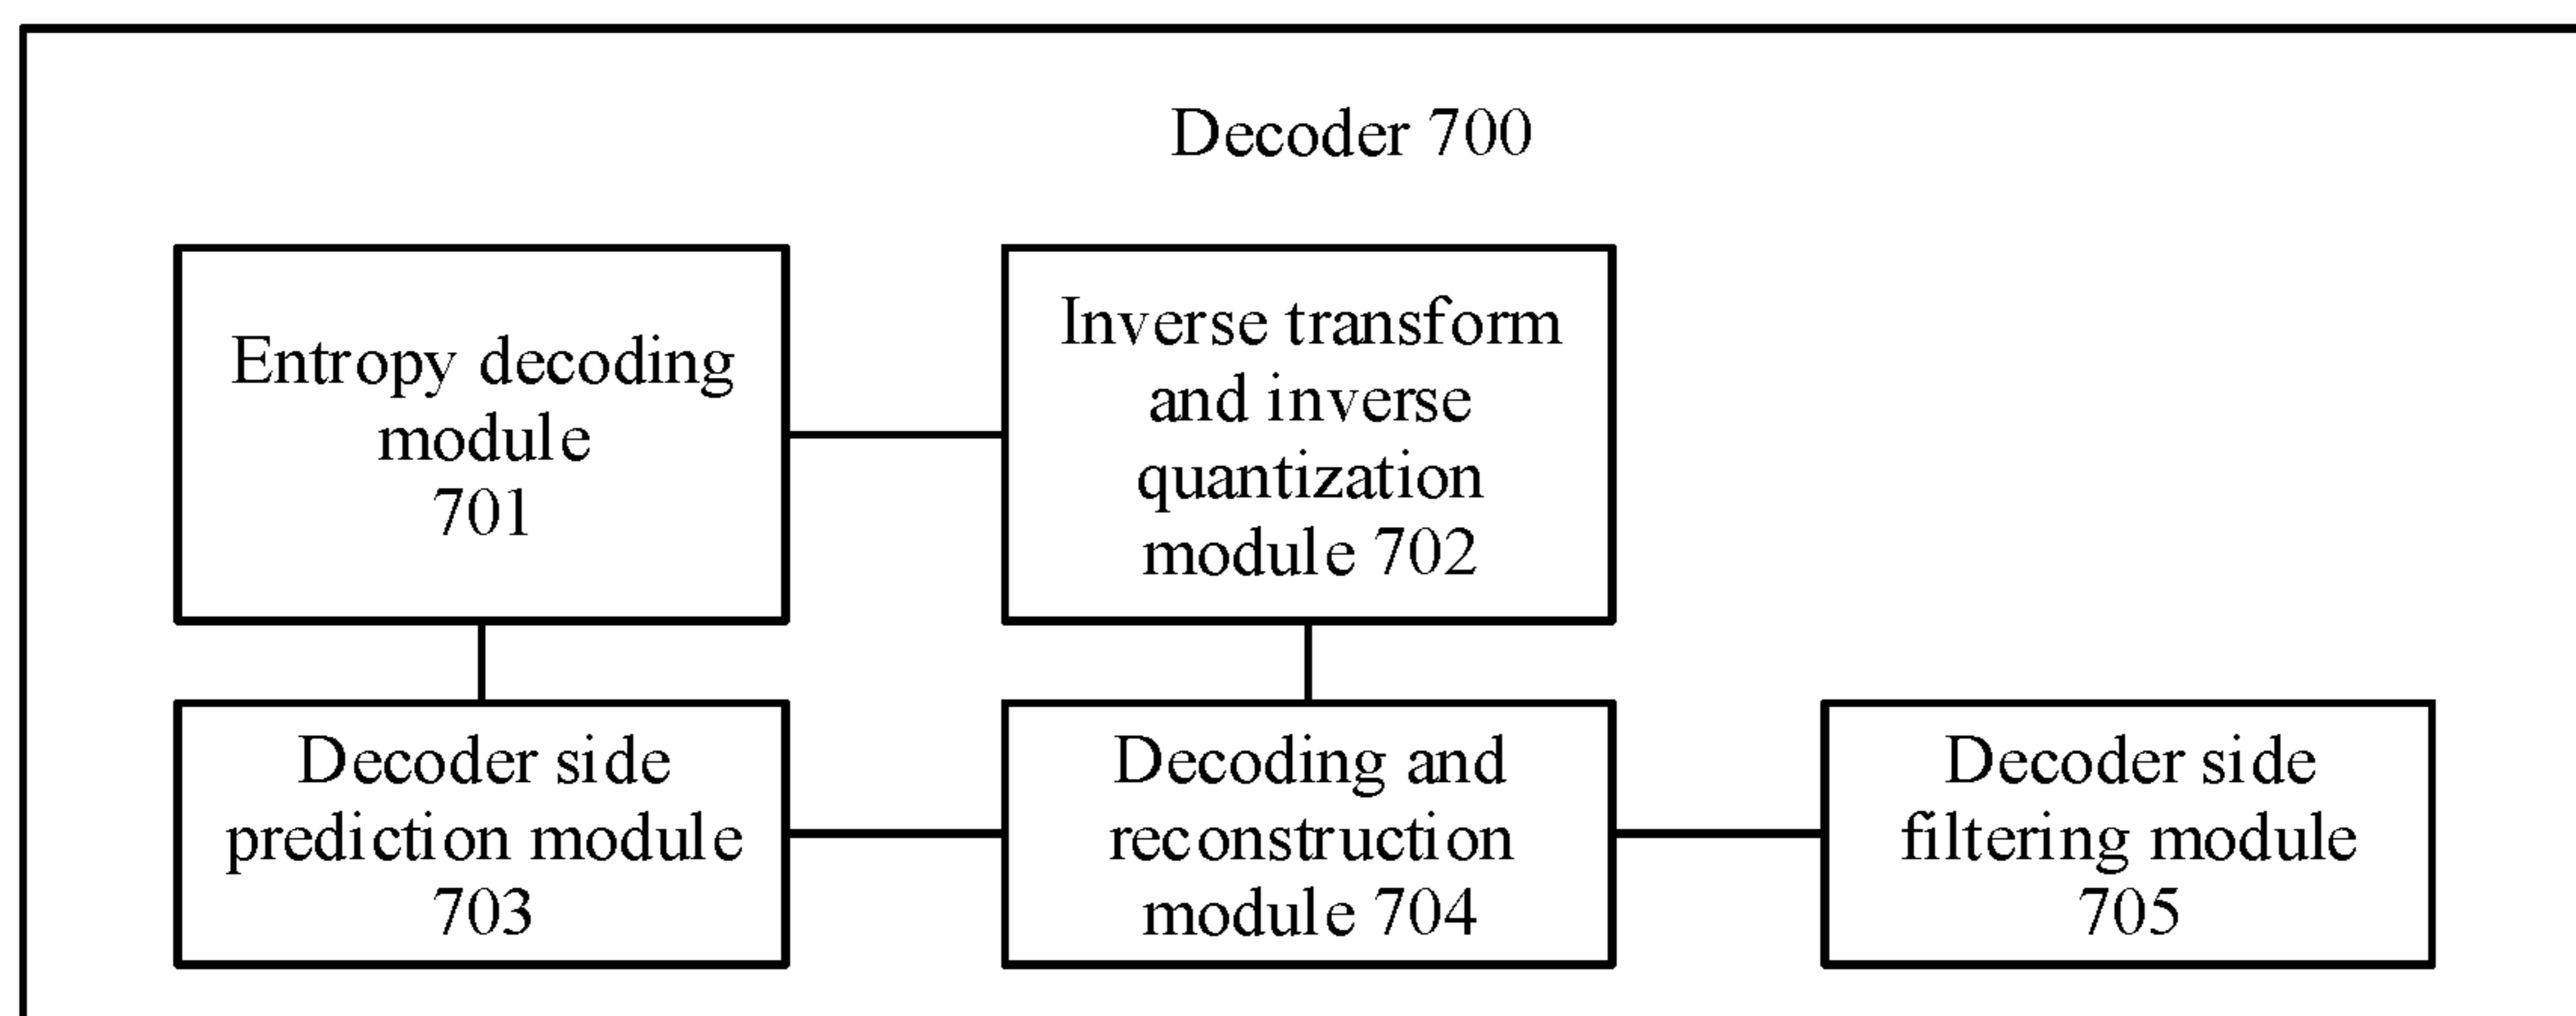 Decoder 700
Entropy decoding
module
701
Inverse transform
and inverse
quantization
module 702
Decoder side
prediction module
703
Decoding and
reconstruction
module 704
Decoder side
filtering module
705